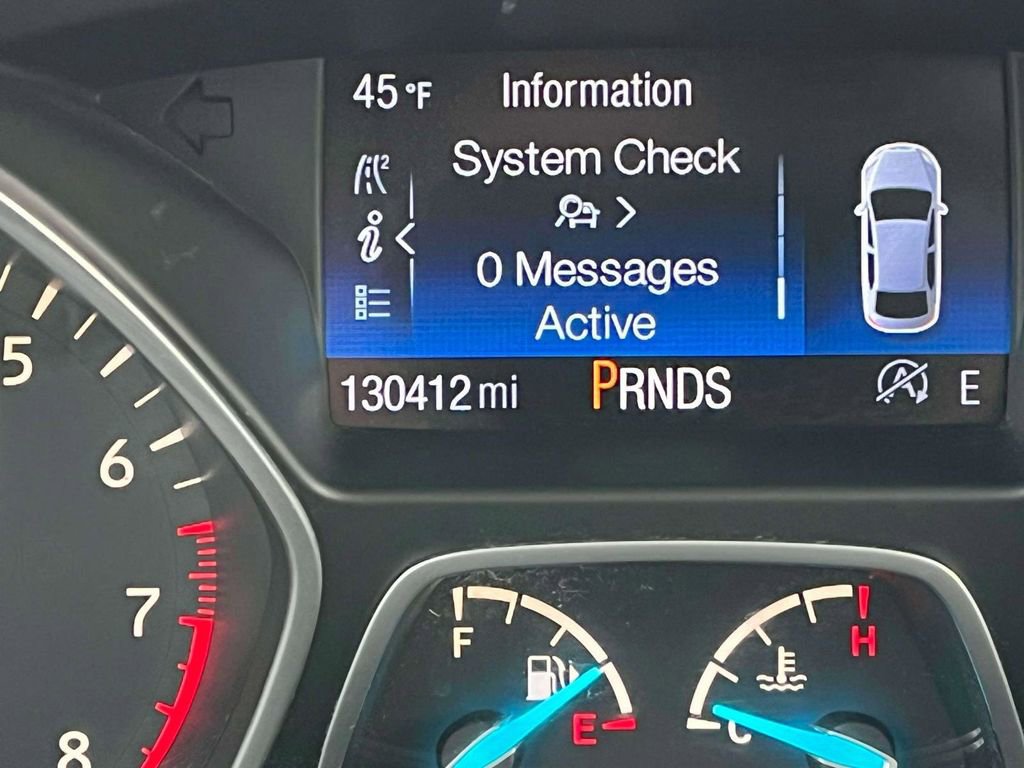 45 °F Information
System Check
0 Messages
Active
130412 mi PRNDS A E
5
6
7
8
F
E
H
C